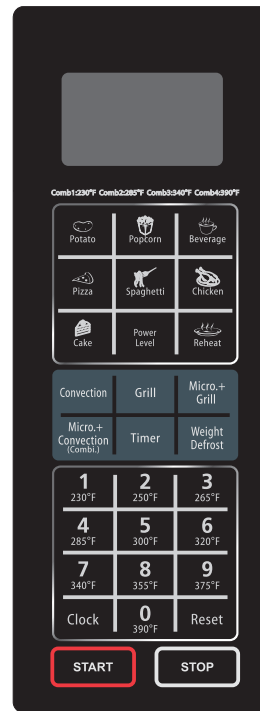 Comb1:230°F Comb2:285°F Comb3:340°F Comb4:390°F
Potato
Popcorn
Beverage
Pizza
Spaghetti
Chicken
Cake
Power
Level
Reheat
Convection
Grill
Micro.+
Grill
Micro.+
Convection
(Combi.)
Timer
Weight
Defrost
1
230°F
2
250°F
3
265°F
4
285°F
5
300°F
6
320°F
7
340°F
8
355°F
9
375°F
Clock
0
390°F
Reset
START
STOP